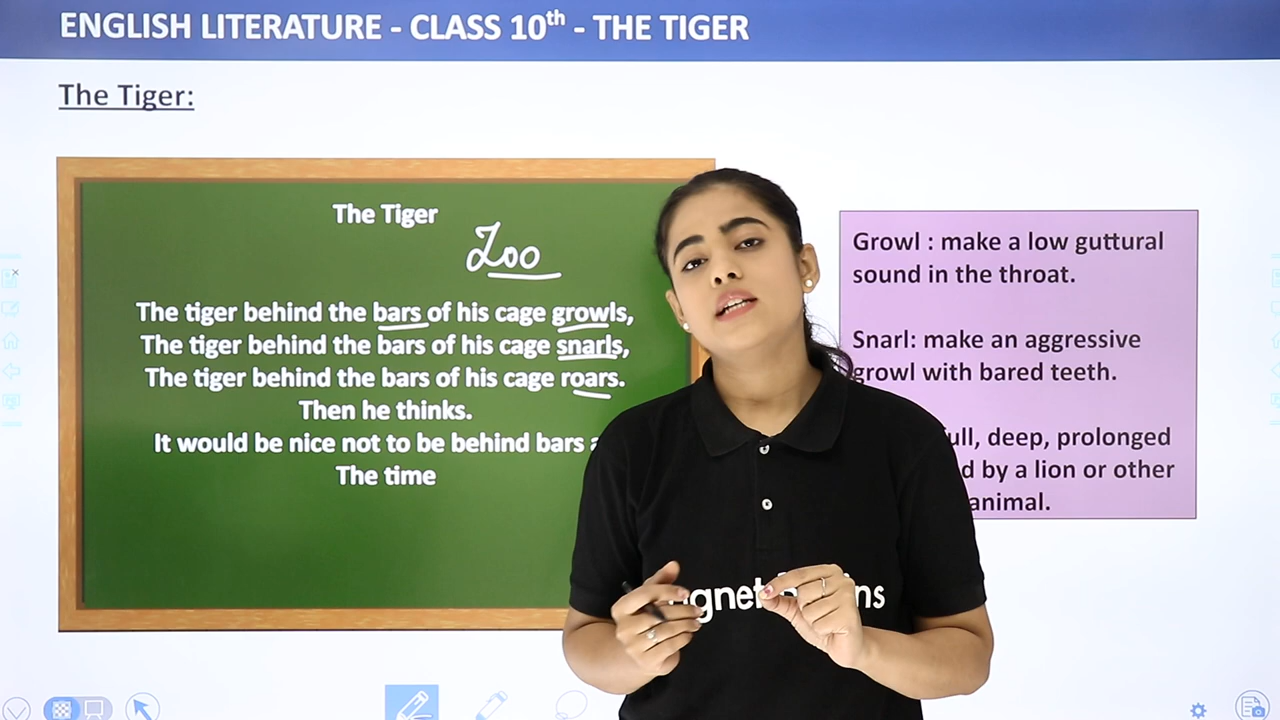 ENGLISH LITERATURE - CLASS 10th - THE TIGER
The Tiger:
The Tiger
Zoo
The tiger behind the bars of his cage growls,
The tiger behind the bars of his cage snarls,
The tiger behind the bars of his cage roars.
Then he thinks.
It would be nice not to be behind bars
The time
Growl : make a low guttural
sound in the throat.
Snarl: make an aggressive
growl with bared teeth.
deep, prolonged
by a lion or other
animal.